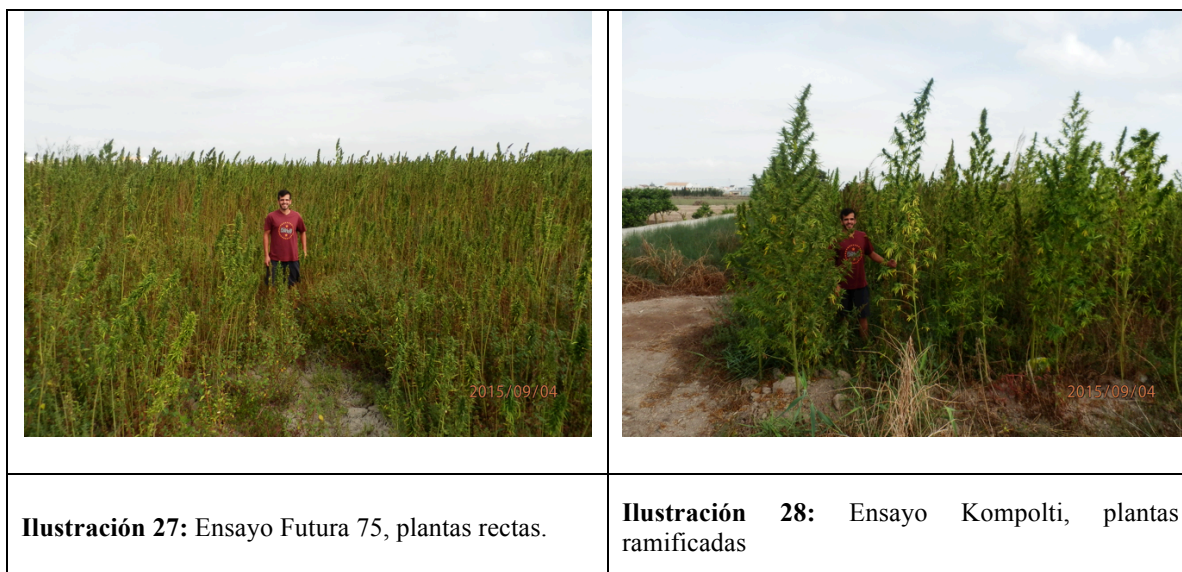 2015/09/04
2015/09/04
Ilustración 27: Ensayo Futura 75, plantas rectas.
Ilustración 28: Ensayo Kompolti, plantas
ramificadas